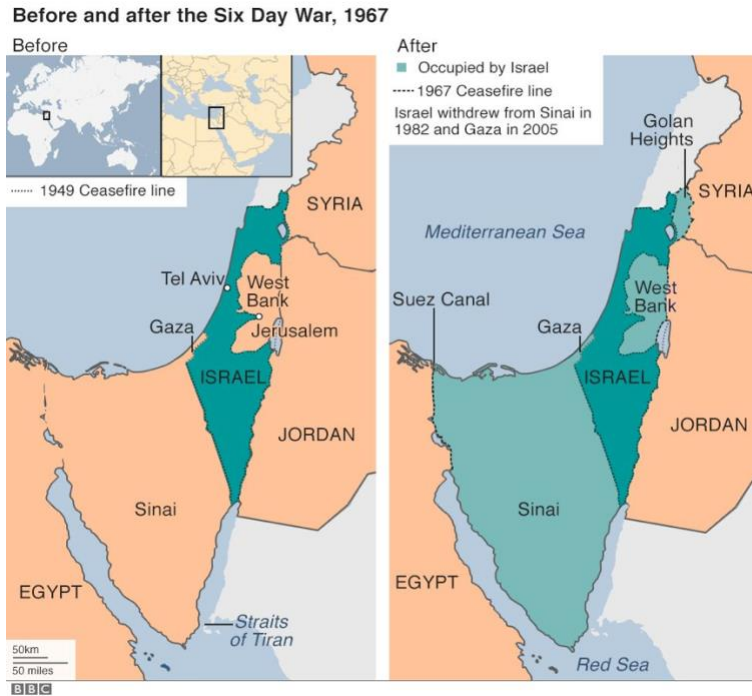 Before and after the Six Day War, 1967
Before
1949 Ceasefire line
SYRIA
Tel Aviv
West
Bank
Gaza
Jerusalem
ISRAEL
JORDAN
Sinai
EGYPT
Straits
of Tiran
50km
50 miles
After
Occupied by Israel
1967 Ceasefire line
Israel withdrew from Sinai in
1982 and Gaza in 2005
Golan
Heights
SYRIA
Mediterranean Sea
Suez Canal
West
Bank
Gaza
ISRAEL
JORDAN
Sinai
EGYPT
Red Sea
BBC